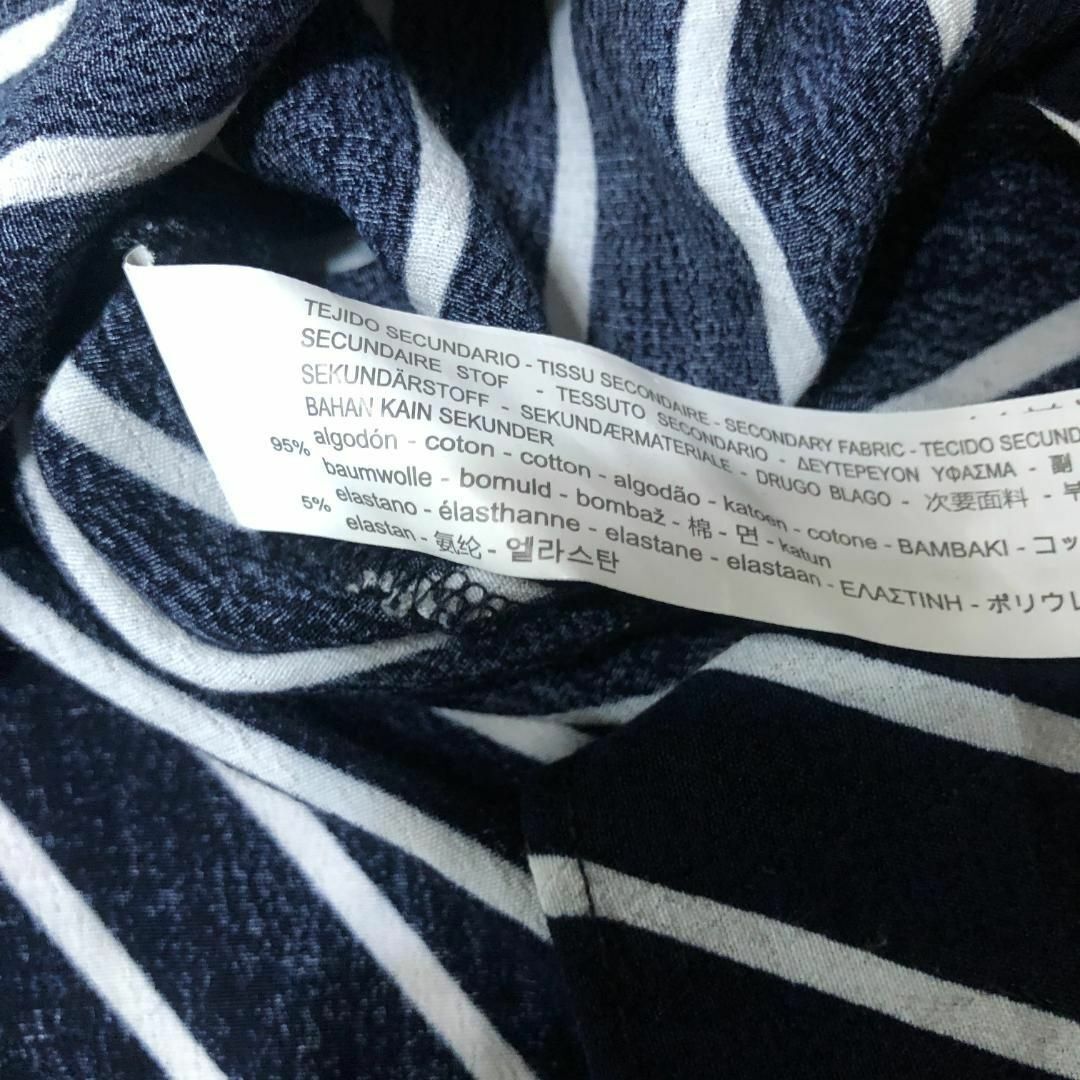 TEJIDO SECUNDARIO - TISSU SECONDAIRE - SECONDARY FABRIC - TECIDO SECUND
SECUNDAIRE STOF - TESSUTO SECONDARIO - ΔΕΥΤΕΡΕΥΟΝ ΥΦΑΣΜΑ - 副
SEKUNDÄRSTOFF - SEKUNDÆRMATERIALE - DRUGO BLAGO - 次要面料 - 부
BAHAN KAIN SEKUNDER
95% algodón - coton - cotton - algodão - katoen - cotone - BAMBAKI - コッ
baumwolle - bomuld - bombaž - 棉 - 면 - katun
5% elastano - élasthanne - elastane - elastaan - ΕΛΑΣΤΙΝΗ - ポリウレ
elastan - 氨纶 - 엘라스탄